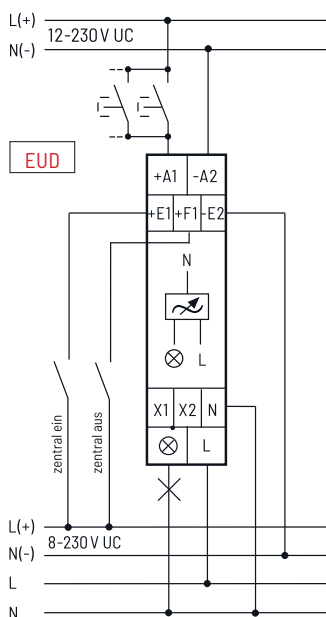 L(+)
12-230 V UC
N(-)
EUD
+A1 -A2
+E1 +F1 -E2
N
L
X1 X2 N
L
zentral ein
zentral aus
L(+)
8-230 V UC
N(-)
L
N